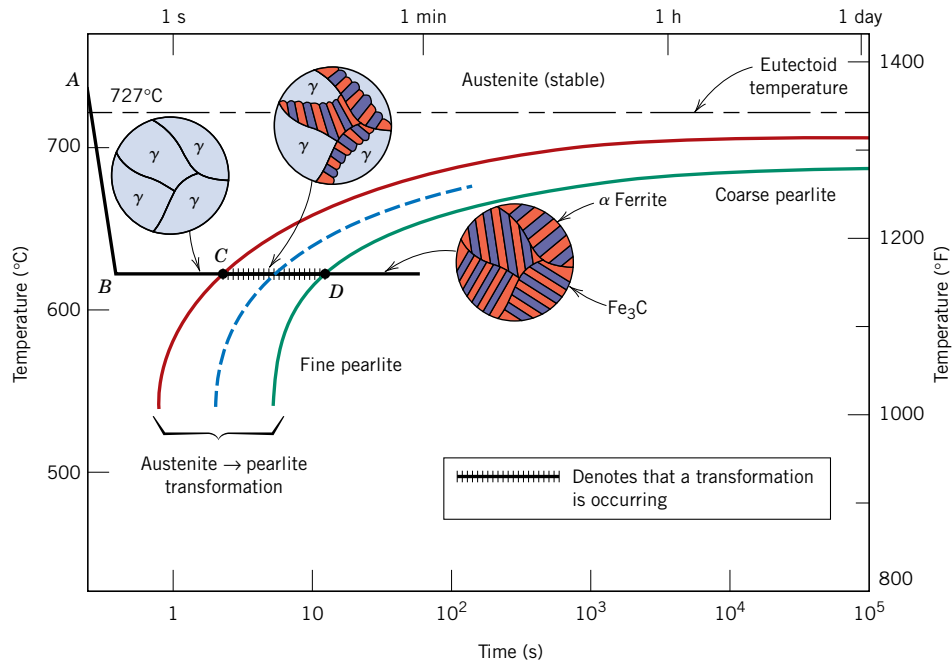 1 s
1 min
1 h
1 day
A
727°C
γ
γ
γ
γ
γ
γ
γ
Austenite (stable)
Eutectoid
temperature
1400
700
Coarse pearlite
α Ferrite
1200
B
C
D
Fe₃C
600
Temperature (°C)
Temperature (°F)
Fine pearlite
1000
Austenite → pearlite
transformation
500
Denotes that a transformation
is occurring
800
1
10
10²
10³
10⁴
10⁵
Time (s)